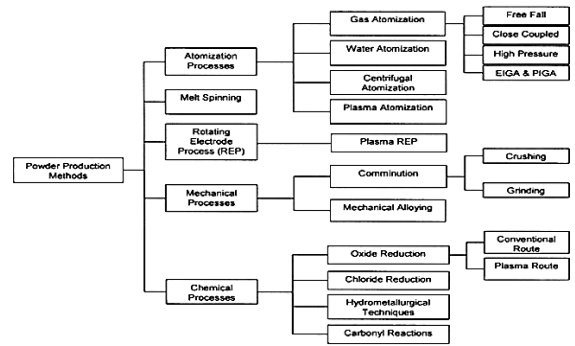 Powder Production
Methods
Atomization
Processes
Melt Spinning
Rotating
Electrode
Process (REP)
Mechanical
Processes
Chemical
Processes
Gas Atomization
Water Atomization
Centrifugal
Atomization
Plasma Atomization
Plasma REP
Comminution
Mechanical Alloying
Oxide Reduction
Chloride Reduction
Hydrometallurgical
Techniques
Carbonyl Reactions
Free Fall
Close Coupled
High Pressure
EIGA & PIGA
Crushing
Grinding
Conventional
Route
Plasma Route